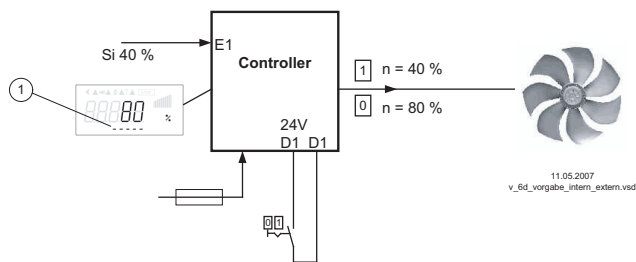 Si 40 %
E1
Controller
1 n = 40 %
0 n = 80 %
1
88880
%
24V
D1 D1
0 1
11.05.2007
v_6d_vorgabe_intern_extern.vsd